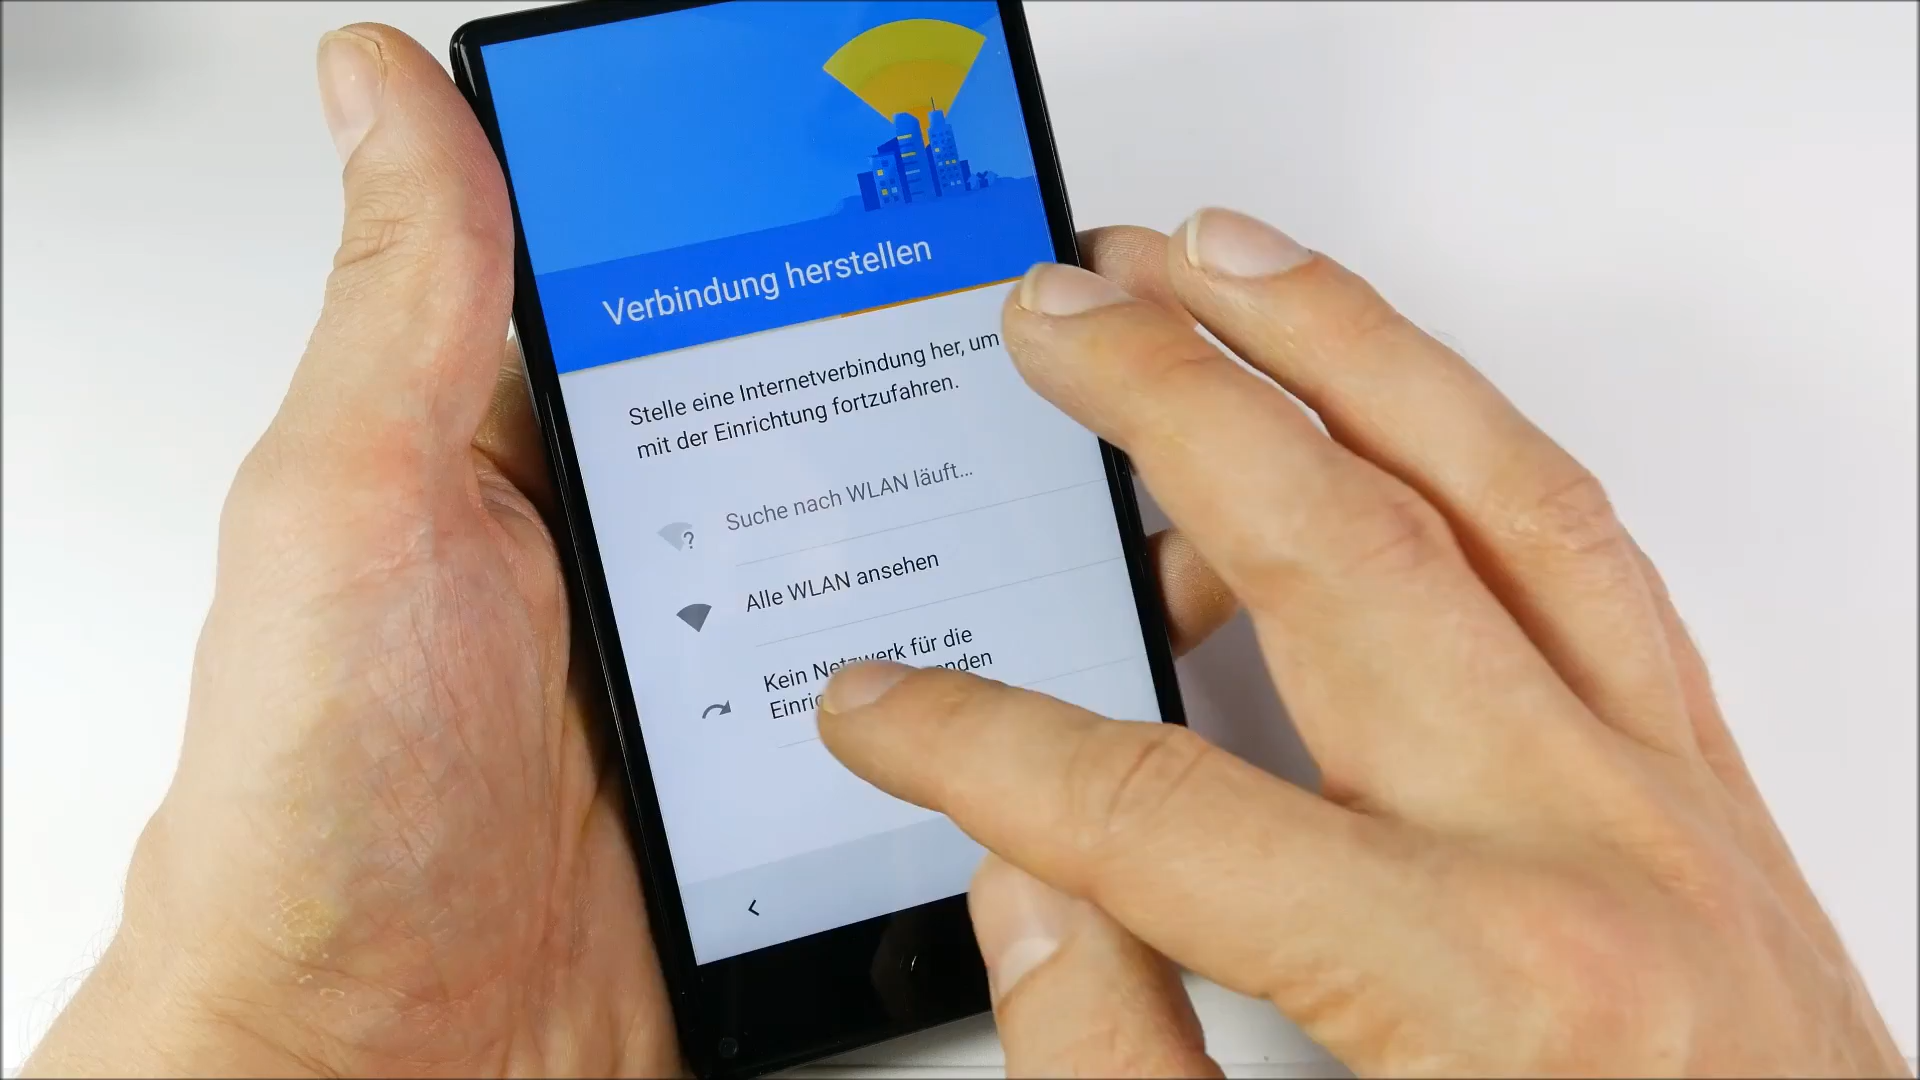 Verbindung herstellen
Stelle eine Internetverbindung her, um
mit der Einrichtung fortzufahren.
Suche nach WLAN läuft...
Alle WLAN ansehen
Kein Netzwerk für die